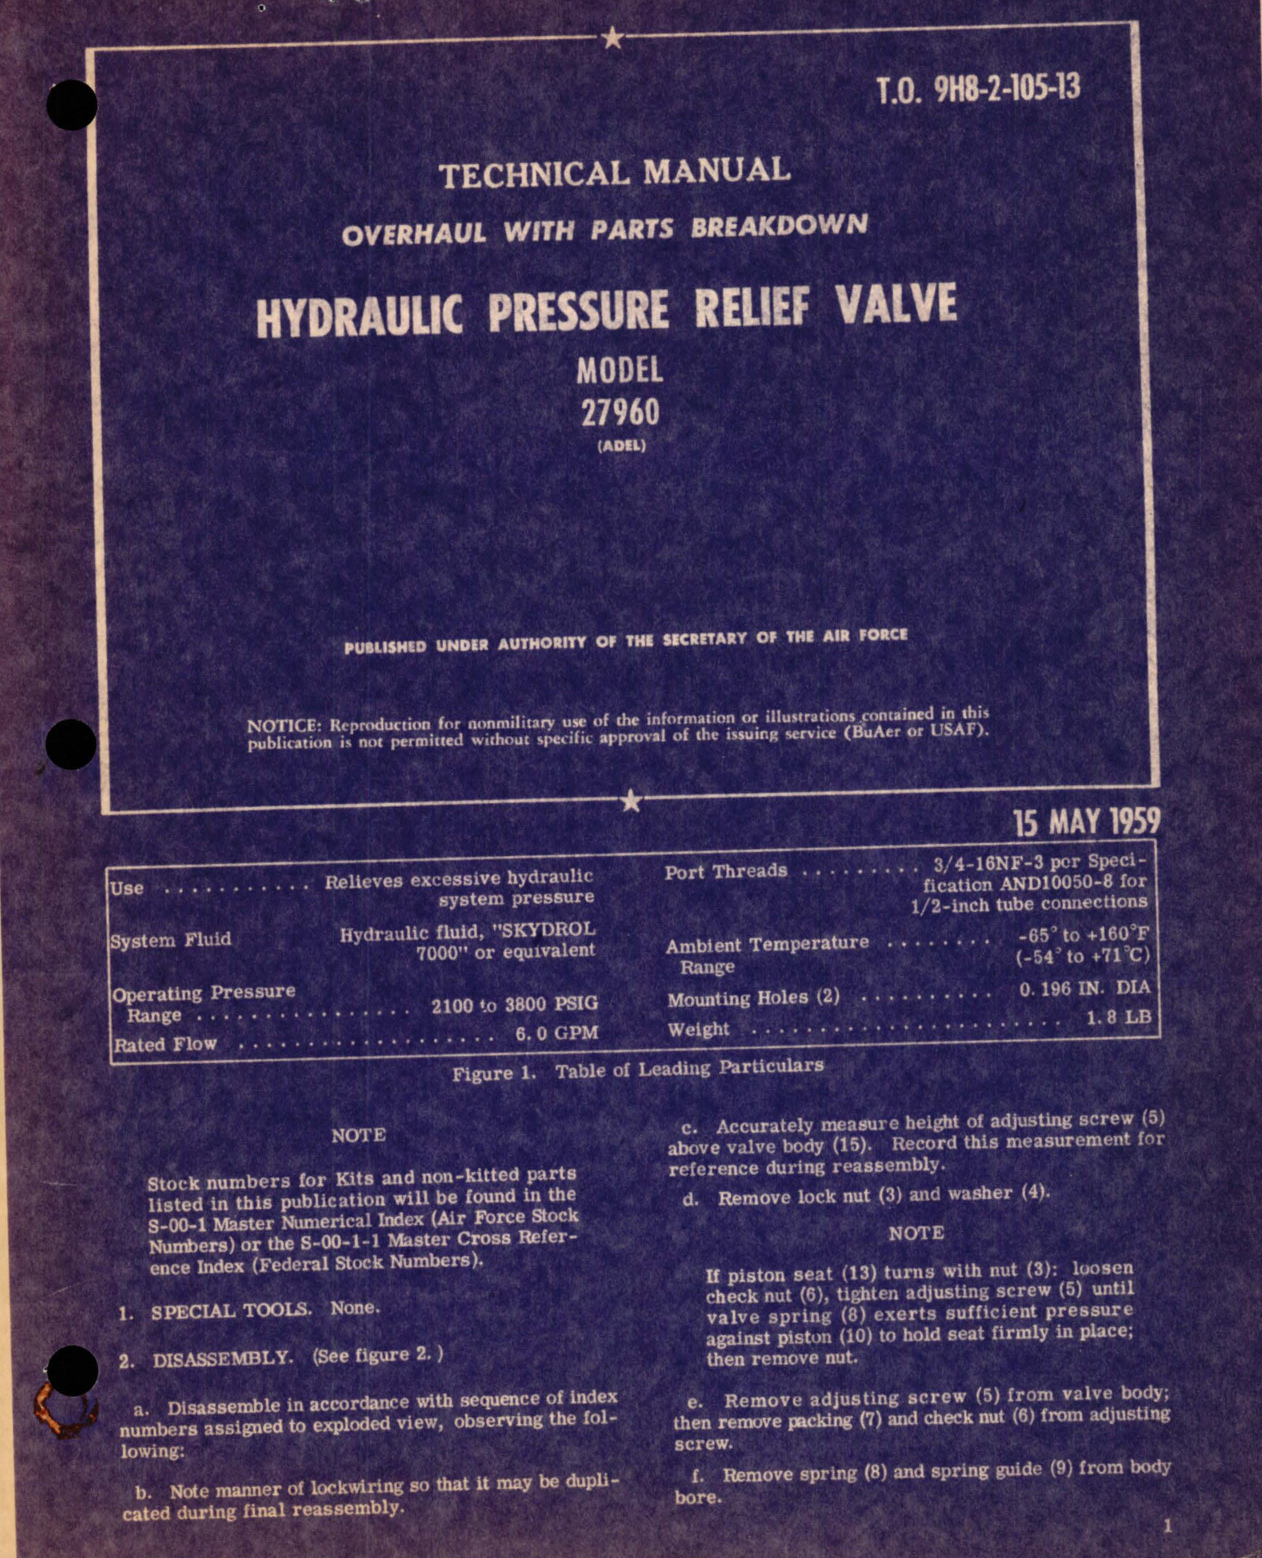 T.O. 9H8-2-105-13
TECHNICAL MANUAL
OVERHAUL WITH PARTS BREAKDOWN
HYDRAULIC PRESSURE RELIEF VALVE
MODEL
27960
(ADEL)
PUBLISHED UNDER AUTHORITY OF THE SECRETARY OF THE AIR FORCE
NOTICE: Reproduction for nonmilitary use of the information or illustrations contained in this
publication is not permitted without specific approval of the issuing service (BuAer or USAF).
15 MAY 1959
Use . . . . . . . . . . . Relieves excessive hydraulic
system pressure
System Fluid Hydraulic fluid, "SKYDROL
7000" or equivalent
Operating Pressure
Range . . . . . . . . . . . . . . . . 2100 to 3800 PSIG
Rated Flow . . . . . . . . . . . . . . . . . . . 6.0 GPM
Port Threads . . . . . . . . . 3/4-16NF-3 per Speci-
fication AND10050-8 for
1/2-inch tube connections
Ambient Temperature . . . . . . . . -65° to +160°F
Range (-54° to +71°C)
Mounting Holes (2) . . . . . . . . . . 0.196 IN. DIA
Weight . . . . . . . . . . . . . . . . . . . . . . . 1.8 LB
Figure 1. Table of Leading Particulars
NOTE
Stock numbers for Kits and non-kitted parts
listed in this publication will be found in the
S-00-1 Master Numerical Index (Air Force Stock
Numbers) or the S-00-1-1 Master Cross Refer-
ence Index (Federal Stock Numbers).
1. SPECIAL TOOLS. None.
2. DISASSEMBLY. (See figure 2.)
a. Disassemble in accordance with sequence of index
numbers assigned to exploded view, observing the fol-
lowing:
b. Note manner of lockwiring so that it may be dupli-
cated during final reassembly.
c. Accurately measure height of adjusting screw (5)
above valve body (15). Record this measurement for
reference during reassembly.
d. Remove lock nut (3) and washer (4).
NOTE
If piston seat (13) turns with nut (3): loosen
check nut (6), tighten adjusting screw (5) until
valve spring (8) exerts sufficient pressure
against piston (10) to hold seat firmly in place;
then remove nut.
e. Remove adjusting screw (5) from valve body;
then remove packing (7) and check nut (6) from adjusting
screw.
f. Remove spring (8) and spring guide (9) from body
bore.
1